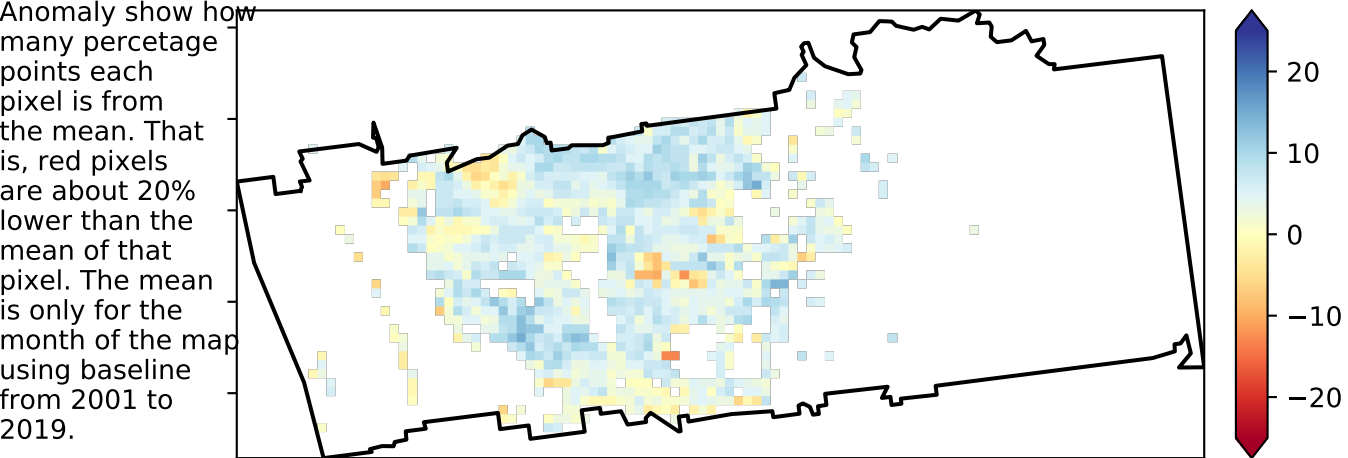 Anomaly show how
many percetage
points each
pixel is from
the mean. That
is, red pixels
are about 20%
lower than the
mean of that
pixel. The mean
is only for the
month of the map
using baseline
from 2001 to
2019.
20
10
0
−10
−20